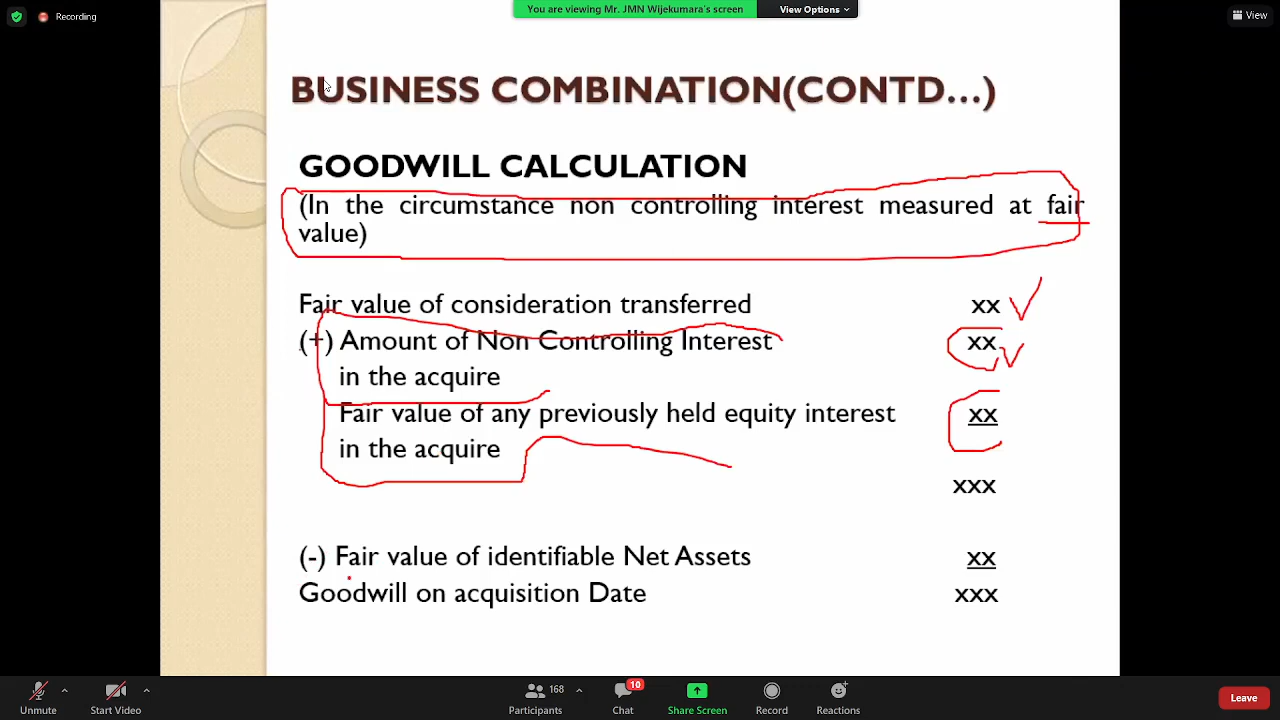 You are viewing Mr. JMN Wijekumara's screen View Options
Recording
View
BUSINESS COMBINATION(CONTD...)
GOODWILL CALCULATION
(In the circumstance non controlling interest measured at fair
value)
Fair value of consideration transferred xx
(+) Amount of Non Controlling Interest xx
in the acquire
Fair value of any previously held equity interest xx
in the acquire
xxx
(-) Fair value of identifiable Net Assets xx
Goodwill on acquisition Date xxx
168 10
Unmute Start Video Participants Chat Share Screen Record Reactions Leave